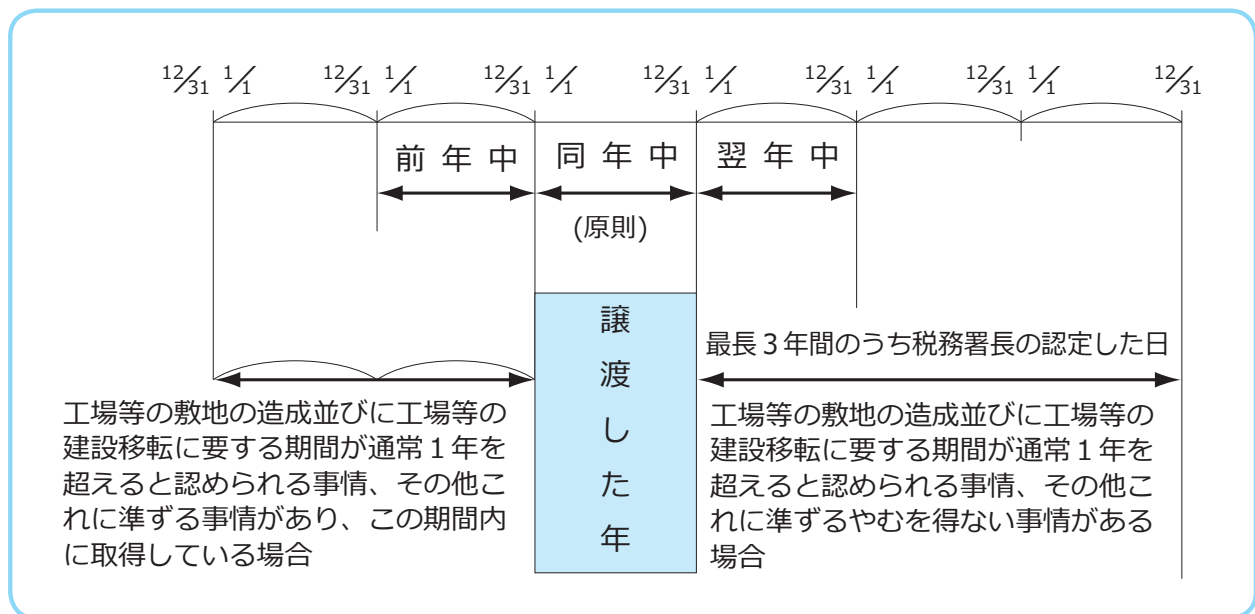 12/31 1/1 12/31 1/1 12/31 1/1 12/31 1/1 12/31 1/1 12/31 1/1 12/31
前年中 同年中 翌年中
(原則)
譲渡した年
最長3年間のうち税務署長の認定した日
工場等の敷地の造成並びに工場等の
建設移転に要する期間が通常1年を
超えると認められる事情、その他こ
れに準ずる事情があり、この期間内
に取得している場合
工場等の敷地の造成並びに工場等の
建設移転に要する期間が通常1年を
超えると認められる事情、その他こ
れに準ずるやむを得ない事情がある
場合